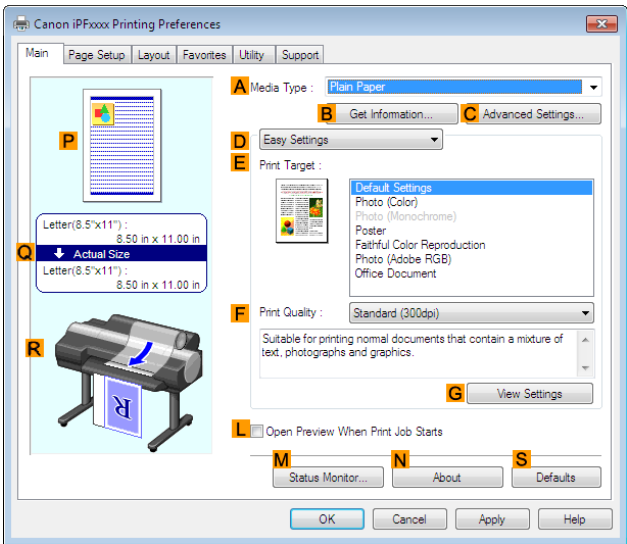 Canon iPFxxxx Printing Preferences
Main Page Setup Layout Favorites Utility Support
A Media Type : Plain Paper
B Get Information... C Advanced Settings...
D Easy Settings
E Print Target :
Default Settings
Photo (Color)
Photo (Monochrome)
Poster
Faithful Color Reproduction
Photo (Adobe RGB)
Office Document
F Print Quality : Standard (300dpi)
Suitable for printing normal documents that contain a mixture of
text, photographs and graphics.
G View Settings
P
Letter(8.5"x11") :
8.50 in x 11.00 in
Q Actual Size
Letter(8.5"x11") :
8.50 in x 11.00 in
R
R
L Open Preview When Print Job Starts
M N S
Status Monitor... About Defaults
OK Cancel Apply Help